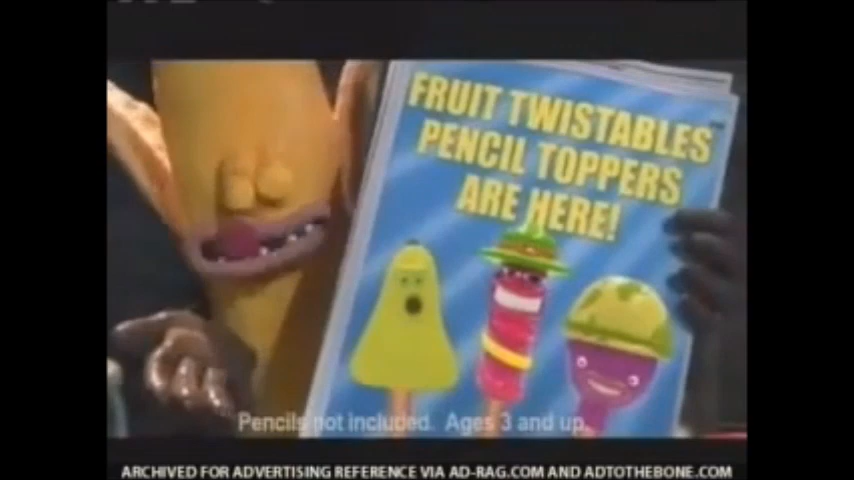 FRUIT TWISTABLES
PENCIL TOPPERS
ARE HERE!
Pencils not included. Ages 3 and up.
ARCHIVED FOR ADVERTISING REFERENCE VIA AD-RAG.COM AND ADTOTHEBONE.COM